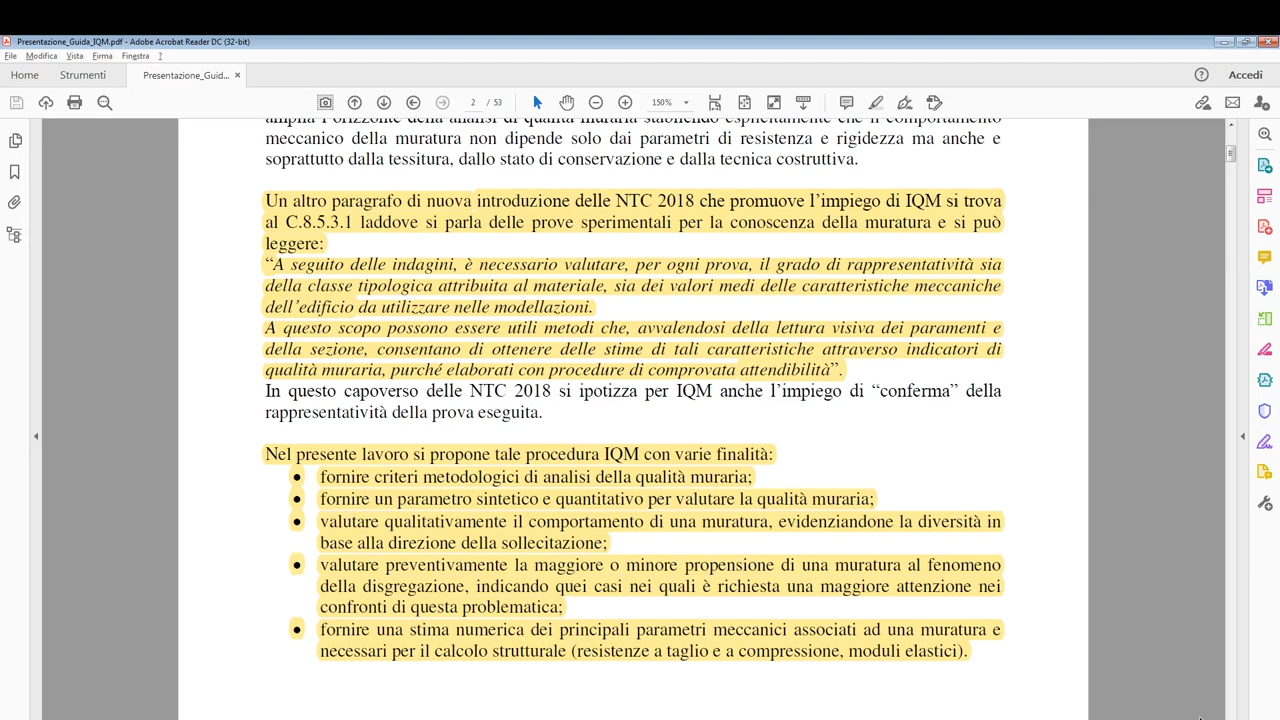 Presentazione_Guida_IQM.pdf - Adobe Acrobat Reader DC (32-bit)
File Modifica Vista Firma Finestra ?
Home Strumenti Presentazione_Guid... × Accedi
2 / 53 150%
amplia l'orizzonte della analisi di qualità muraria stabilendo esplicitamente che il comportamento
meccanico della muratura non dipende solo dai parametri di resistenza e rigidezza ma anche e
soprattutto dalla tessitura, dallo stato di conservazione e dalla tecnica costruttiva.
Un altro paragrafo di nuova introduzione delle NTC 2018 che promuove l'impiego di IQM si trova
al C.8.5.3.1 laddove si parla delle prove sperimentali per la conoscenza della muratura e si può
leggere:
“A seguito delle indagini, è necessario valutare, per ogni prova, il grado di rappresentatività sia
della classe tipologica attribuita al materiale, sia dei valori medi delle caratteristiche meccaniche
dell'edificio da utilizzare nelle modellazioni.
A questo scopo possono essere utili metodi che, avvalendosi della lettura visiva dei paramenti e
della sezione, consentano di ottenere delle stime di tali caratteristiche attraverso indicatori di
qualità muraria, purché elaborati con procedure di comprovata attendibilità”.
In questo capoverso delle NTC 2018 si ipotizza per IQM anche l'impiego di “conferma” della
rappresentatività della prova eseguita.
Nel presente lavoro si propone tale procedura IQM con varie finalità:
• fornire criteri metodologici di analisi della qualità muraria;
• fornire un parametro sintetico e quantitativo per valutare la qualità muraria;
• valutare qualitativamente il comportamento di una muratura, evidenziandone la diversità in
base alla direzione della sollecitazione;
• valutare preventivamente la maggiore o minore propensione di una muratura al fenomeno
della disgregazione, indicando quei casi nei quali è richiesta una maggiore attenzione nei
confronti di questa problematica;
• fornire una stima numerica dei principali parametri meccanici associati ad una muratura e
necessari per il calcolo strutturale (resistenze a taglio e a compressione, moduli elastici).